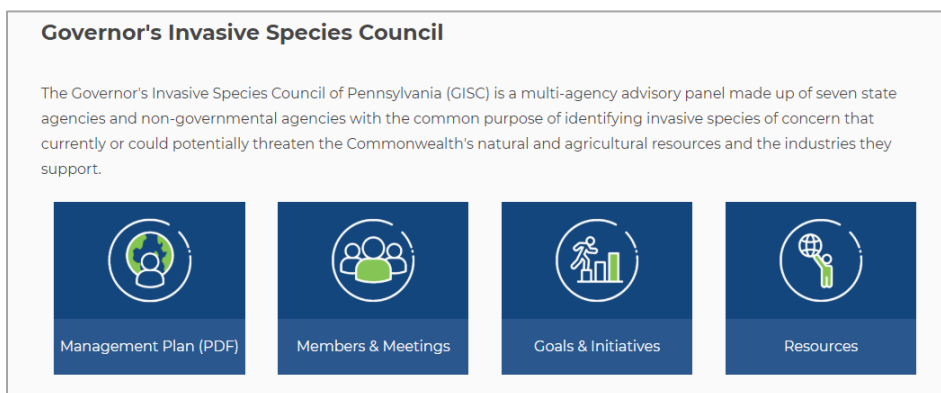 Governor's Invasive Species Council
The Governor's Invasive Species Council of Pennsylvania (GISC) is a multi-agency advisory panel made up of seven state
agencies and non-governmental agencies with the common purpose of identifying invasive species of concern that
currently or could potentially threaten the Commonwealth's natural and agricultural resources and the industries they
support.
Management Plan (PDF)
Members & Meetings
Goals & Initiatives
Resources